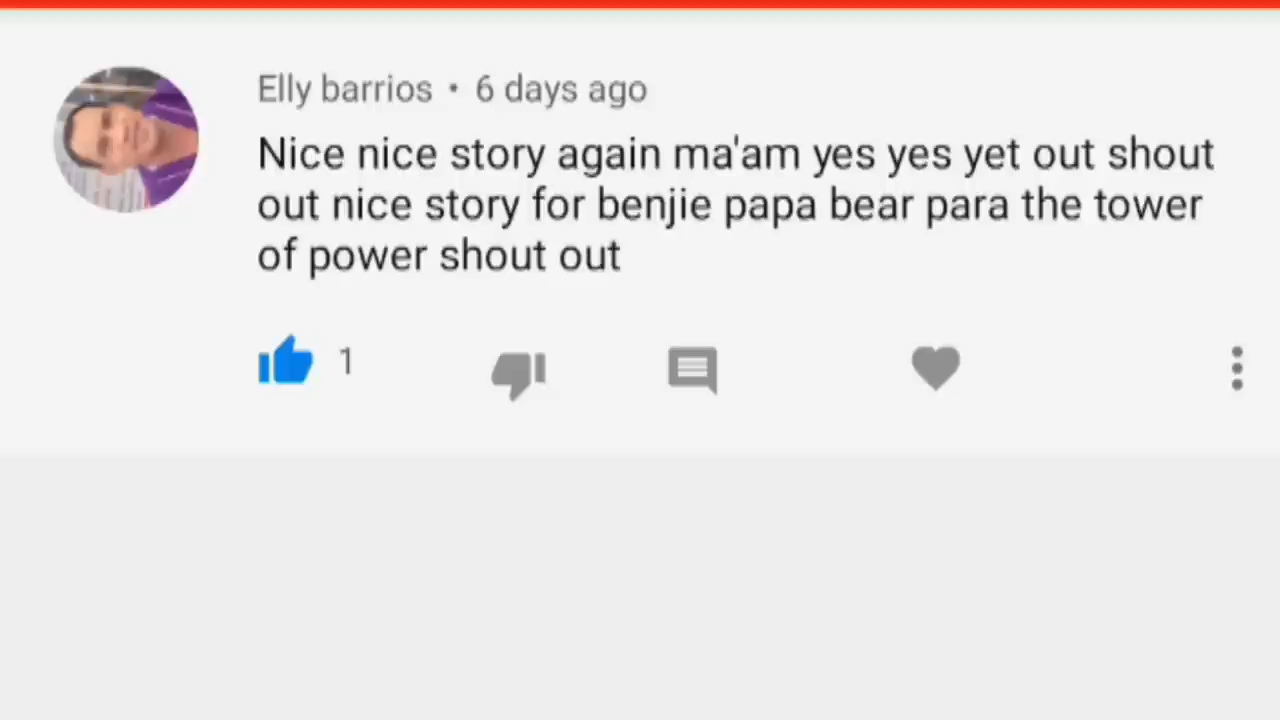 Elly barrios • 6 days ago
Nice nice story again ma'am yes yes yet out shout
out nice story for benjie papa bear para the tower
of power shout out
1